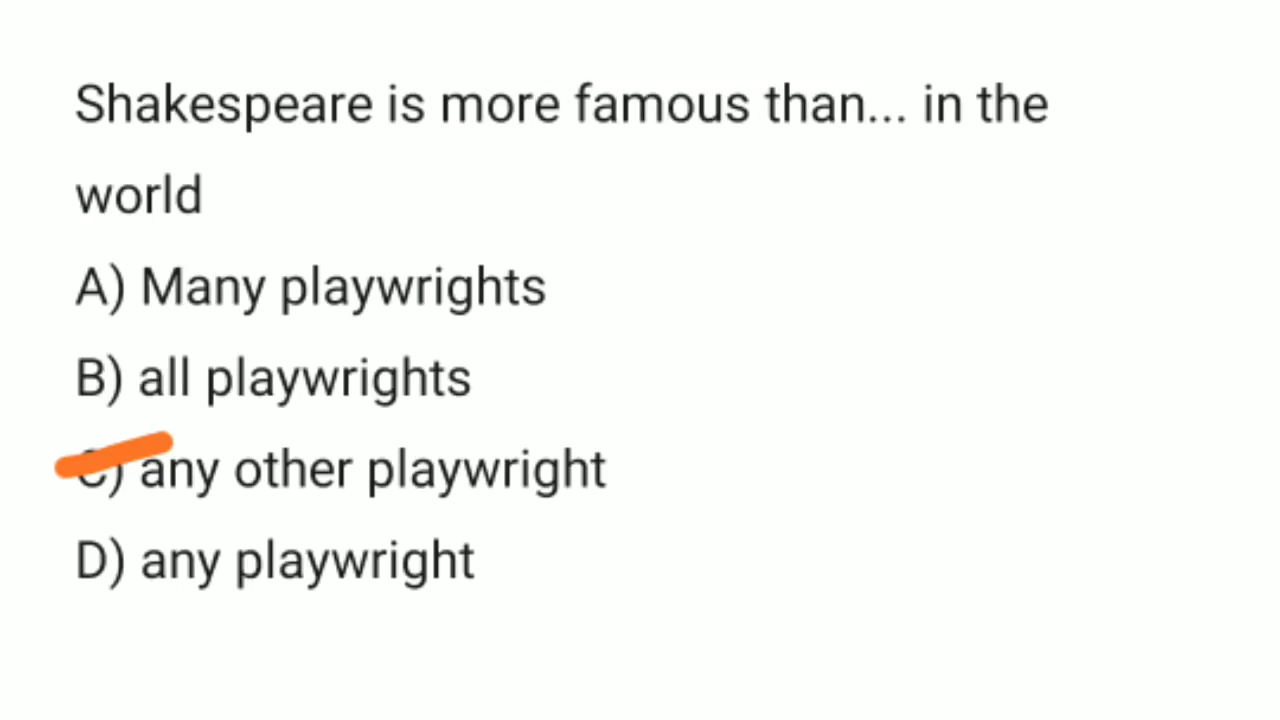 Shakespeare is more famous than... in the
world
A) Many playwrights
B) all playwrights
C) any other playwright
D) any playwright